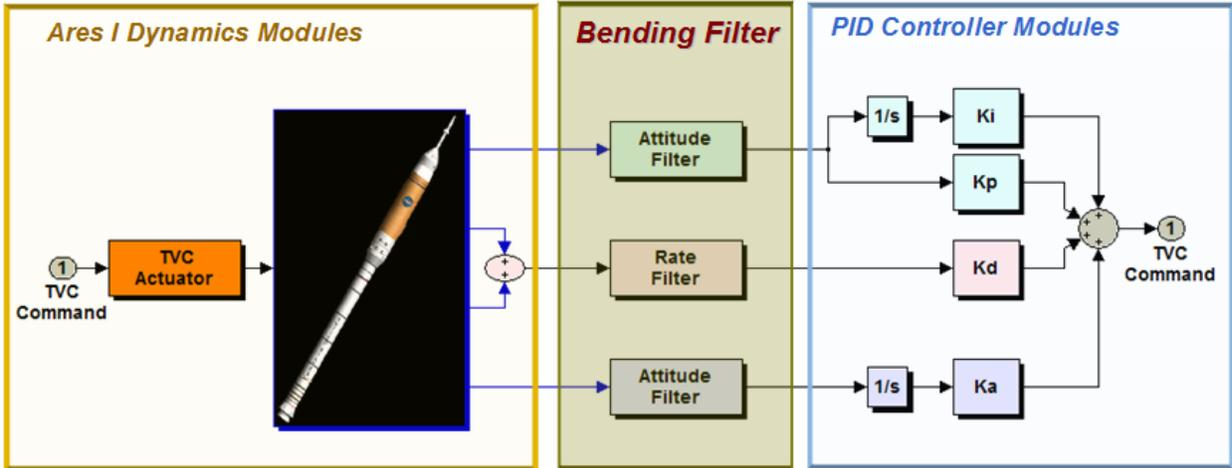 Ares I Dynamics Modules
Bending Filter
PID Controller Modules
1
TVC
Command
TVC
Actuator
+
+
Attitude
Filter
Rate
Filter
Attitude
Filter
1/s
Ki
Kp
Kd
1/s
Ka
+
+
+
+
1
TVC
Command